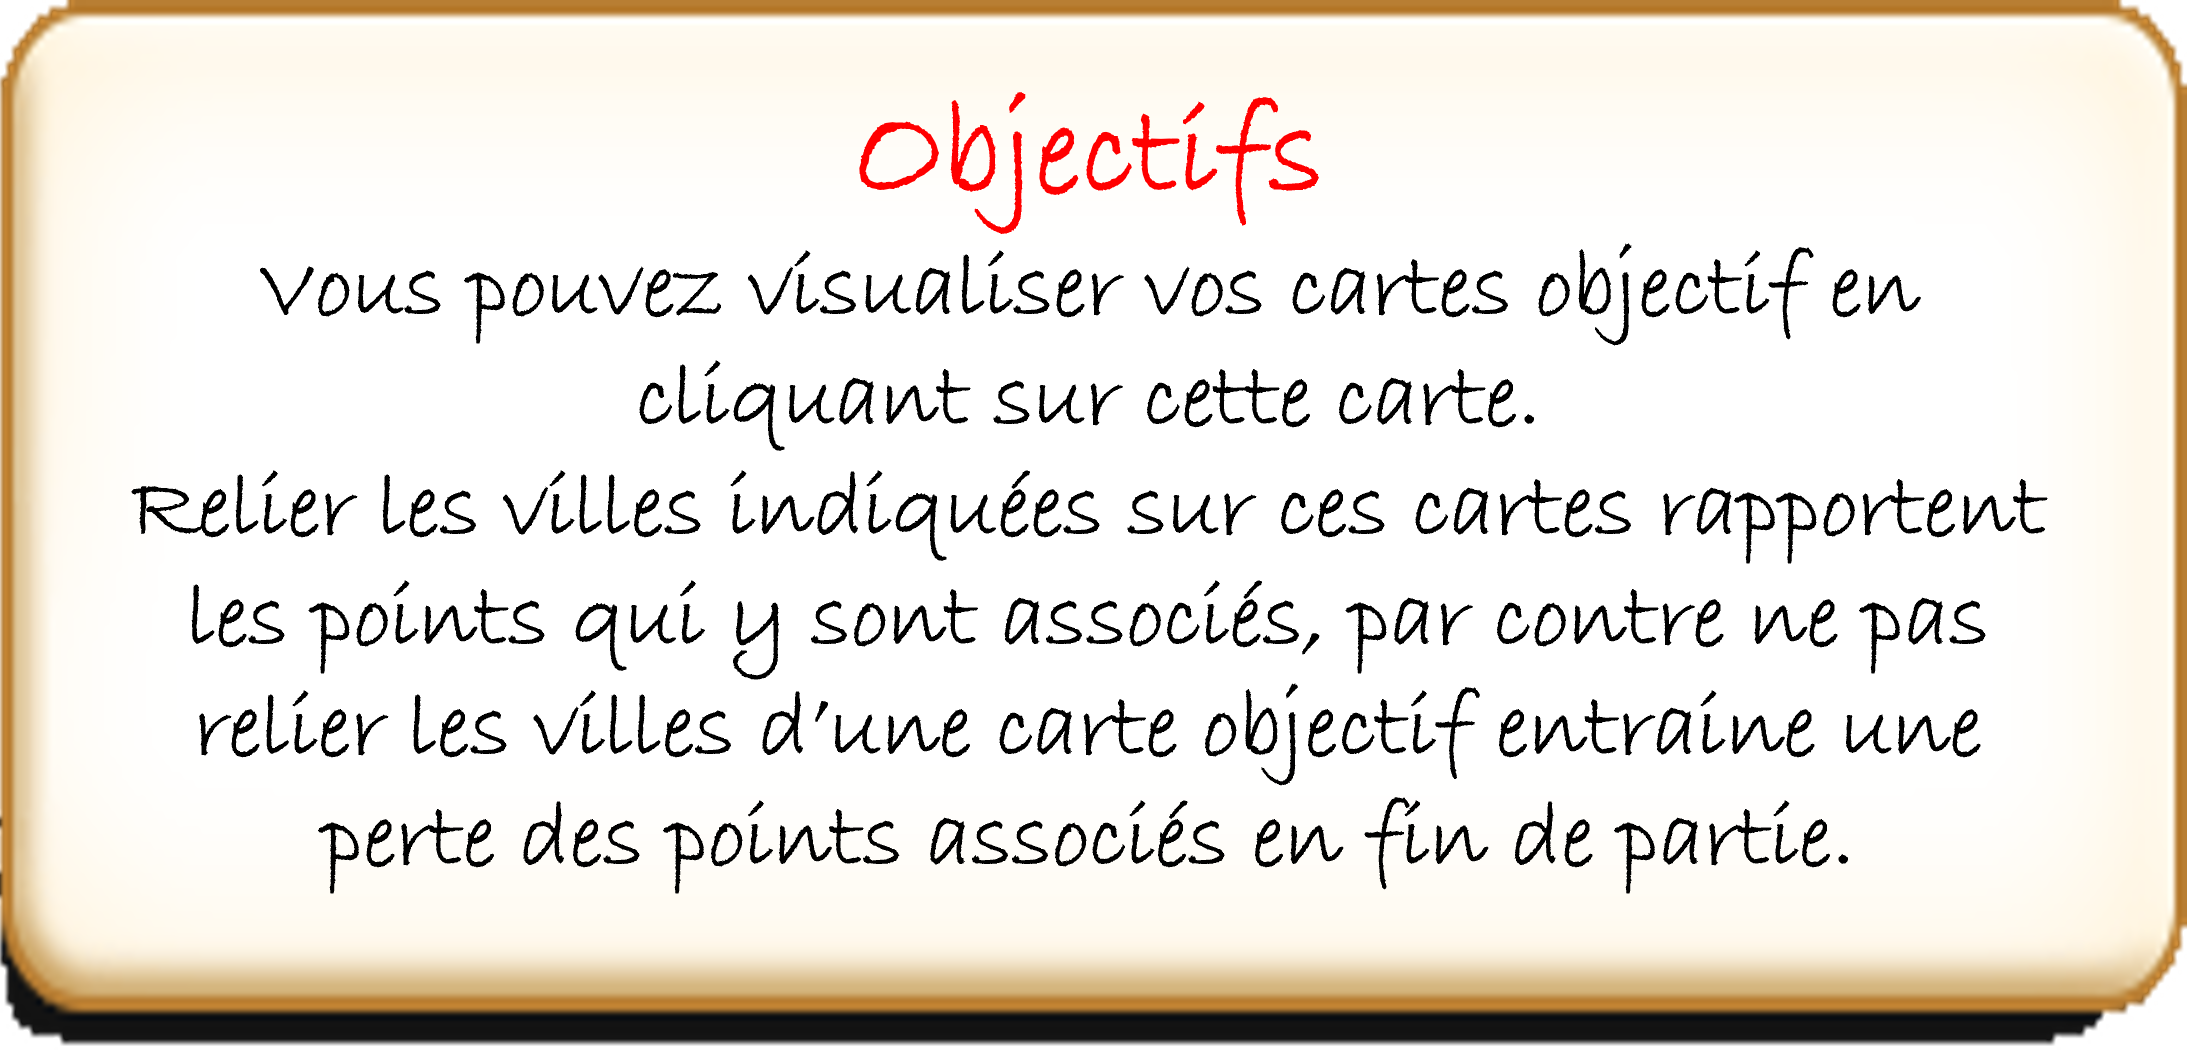 Objectifs
Vous pouvez visualiser vos cartes objectif en
cliquant sur cette carte.
Relier les villes indiquées sur ces cartes rapportent
les points qui y sont associés, par contre ne pas
relier les villes d’une carte objectif entraine une
perte des points associés en fin de partie.